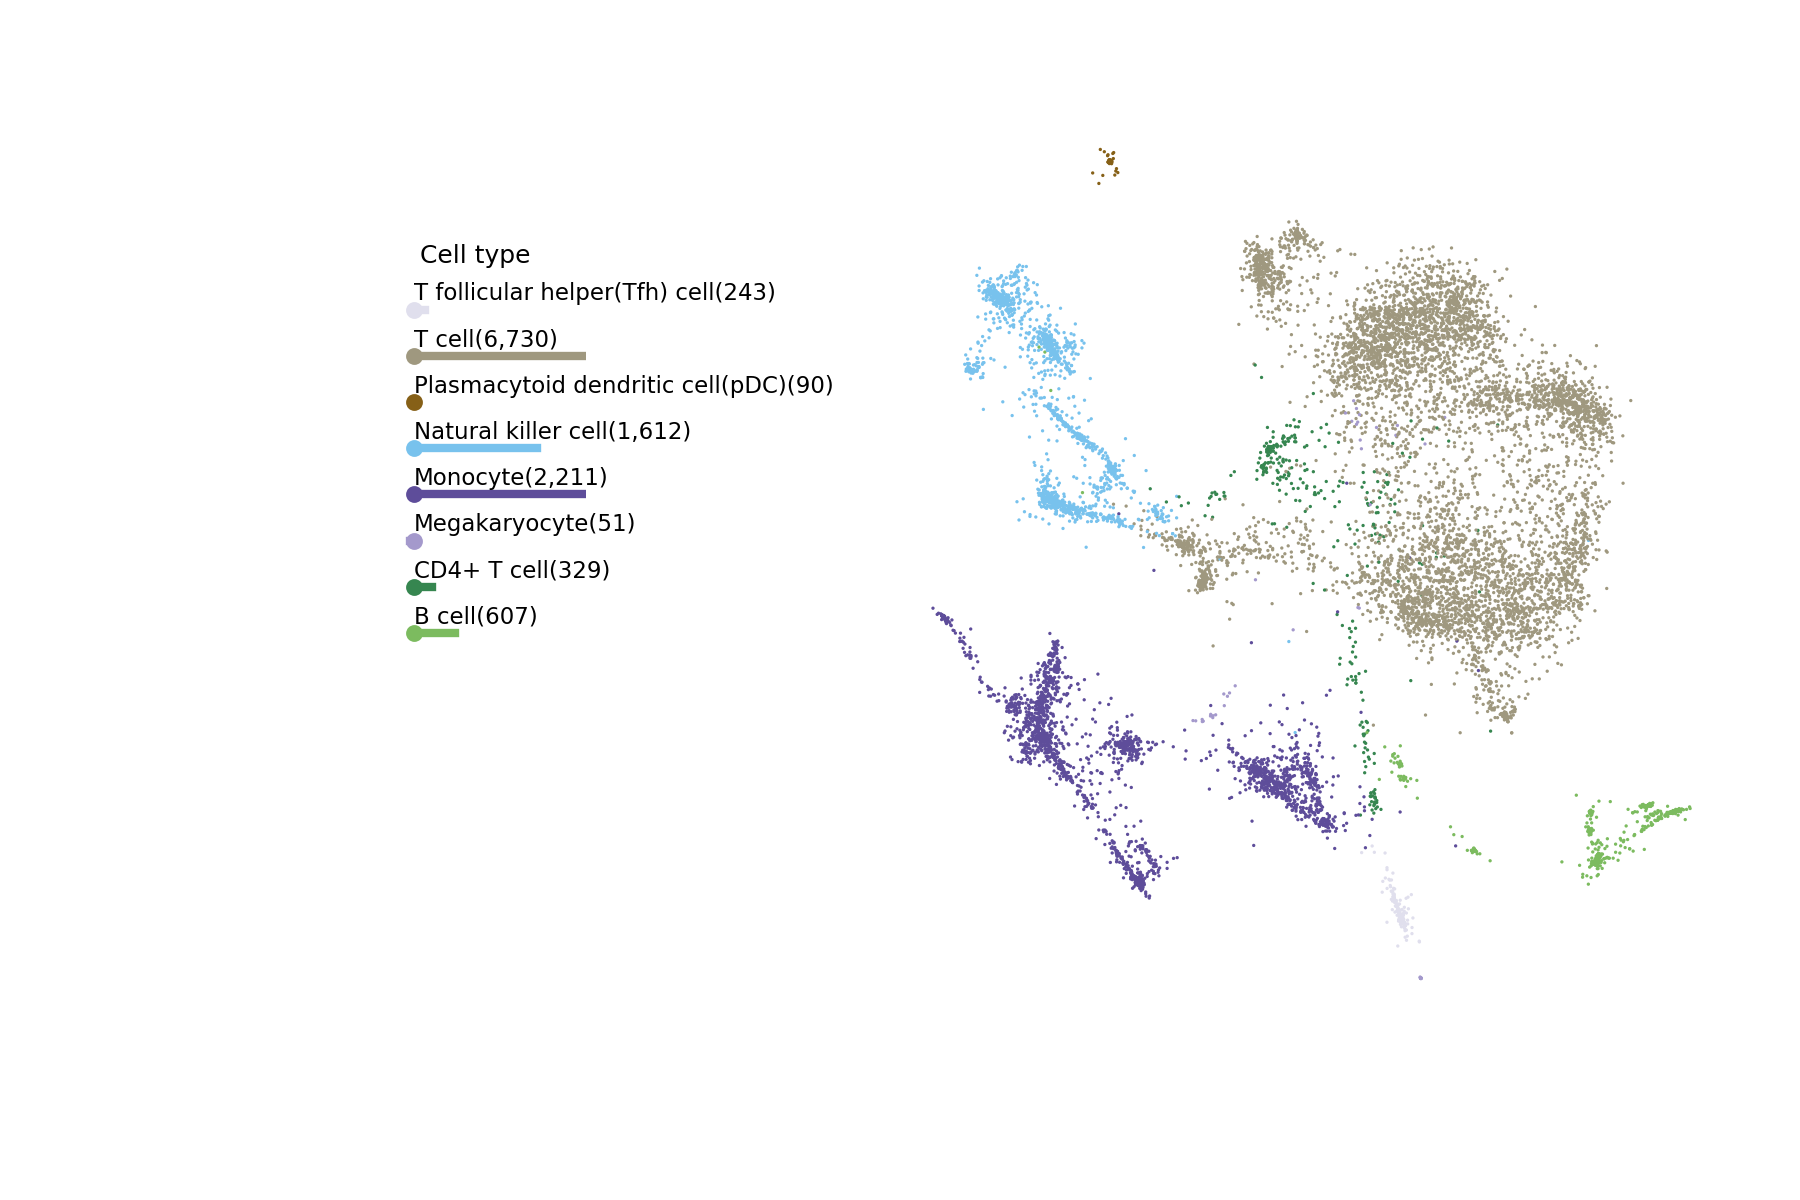 Cell type
T follicular helper(Tfh) cell(243)
T cell(6,730)
Plasmacytoid dendritic cell(pDC)(90)
Natural killer cell(1,612)
Monocyte(2,211)
Megakaryocyte(51)
CD4+ T cell(329)
B cell(607)